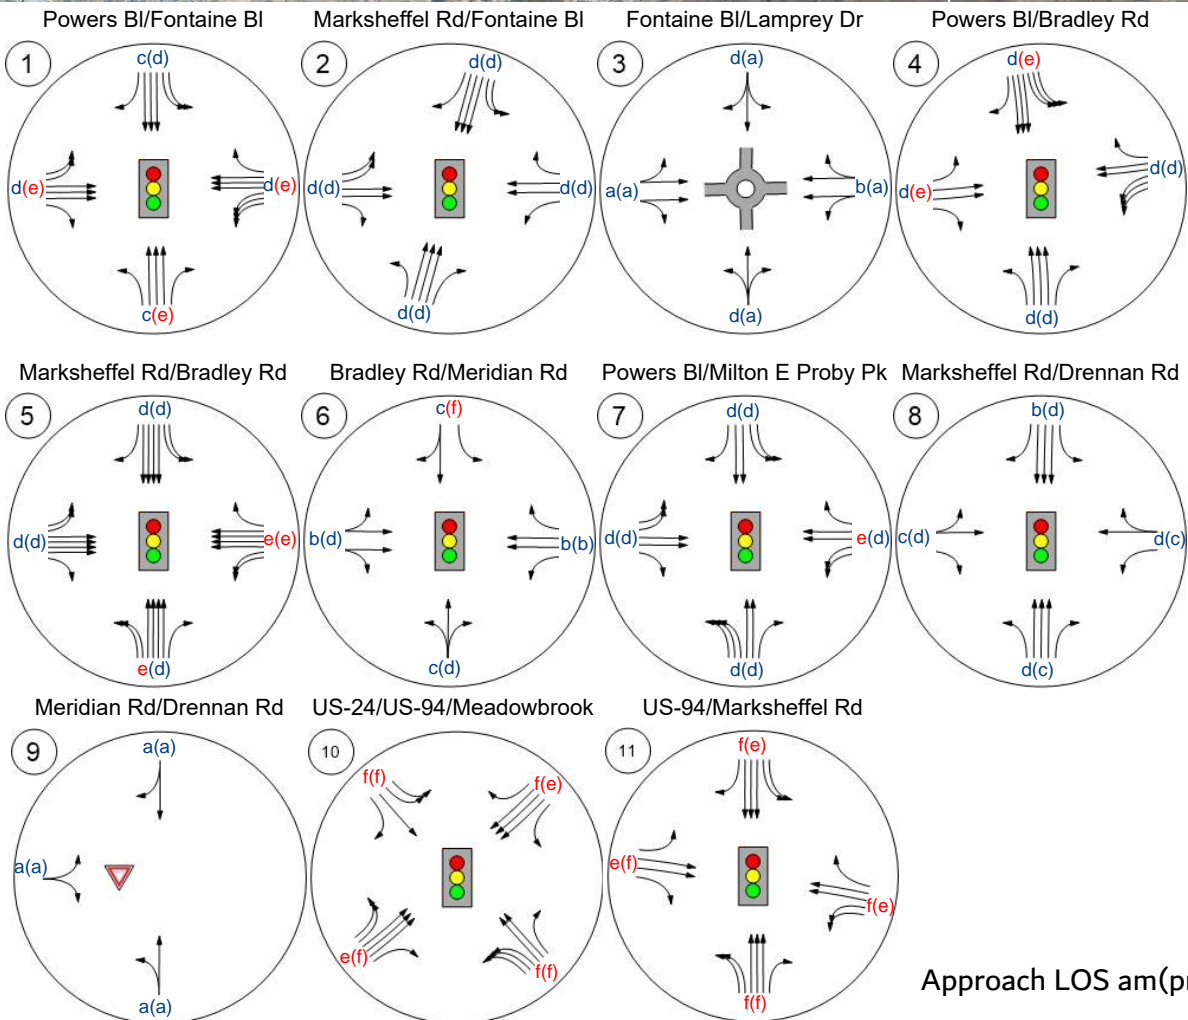 Powers Bl/Fontaine Bl
Marksheffel Rd/Fontaine Bl
Fontaine Bl/Lamprey Dr
Powers Bl/Bradley Rd
1
c(d)
d(e)
d(e)
c(e)
2
d(d)
d(d)
d(d)
d(d)
3
d(a)
a(a)
b(a)
d(a)
4
d(e)
d(e)
d(d)
d(d)
Marksheffel Rd/Bradley Rd
Bradley Rd/Meridian Rd
Powers Bl/Milton E Proby Pk
Marksheffel Rd/Drennan Rd
5
d(d)
d(d)
e(e)
e(d)
6
c(f)
b(d)
b(b)
c(d)
7
d(d)
d(d)
e(d)
d(d)
8
b(d)
c(d)
d(c)
d(c)
Meridian Rd/Drennan Rd
US-24/US-94/Meadowbrook
US-94/Marksheffel Rd
9
a(a)
a(a)
a(a)
10
f(f)
f(e)
e(f)
f(f)
11
f(e)
e(f)
f(e)
f(f)
Approach LOS am(